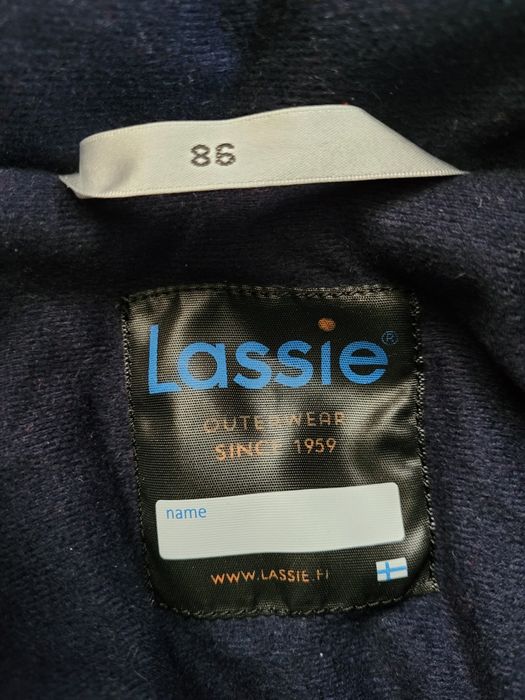 86
Lassie®
OUTERWEAR
SINCE 1959
name
WWW.LASSIE.FI